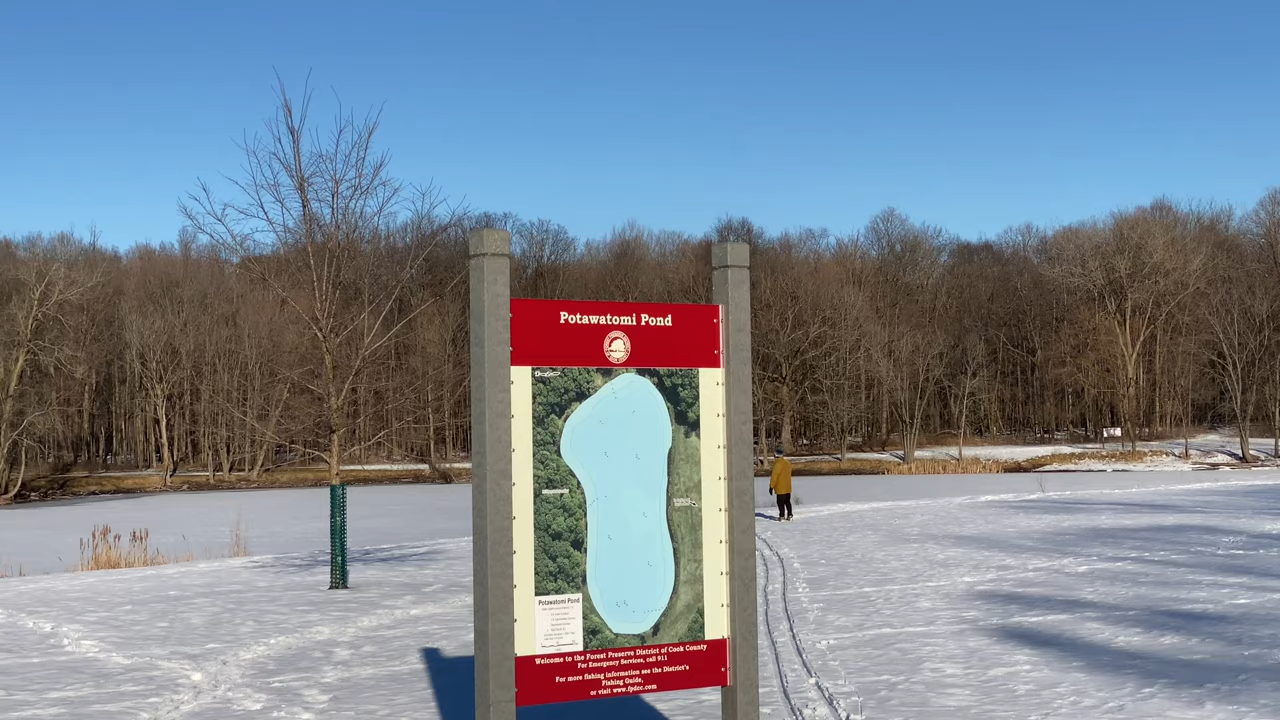 Potawatomi Pond
Potawatomi Pond
Welcome to the Forest Preserve District of Cook County
For Emergency Services, call 911
For more fishing information see the District's
Fishing Guide,
or visit www.fpdcc.com